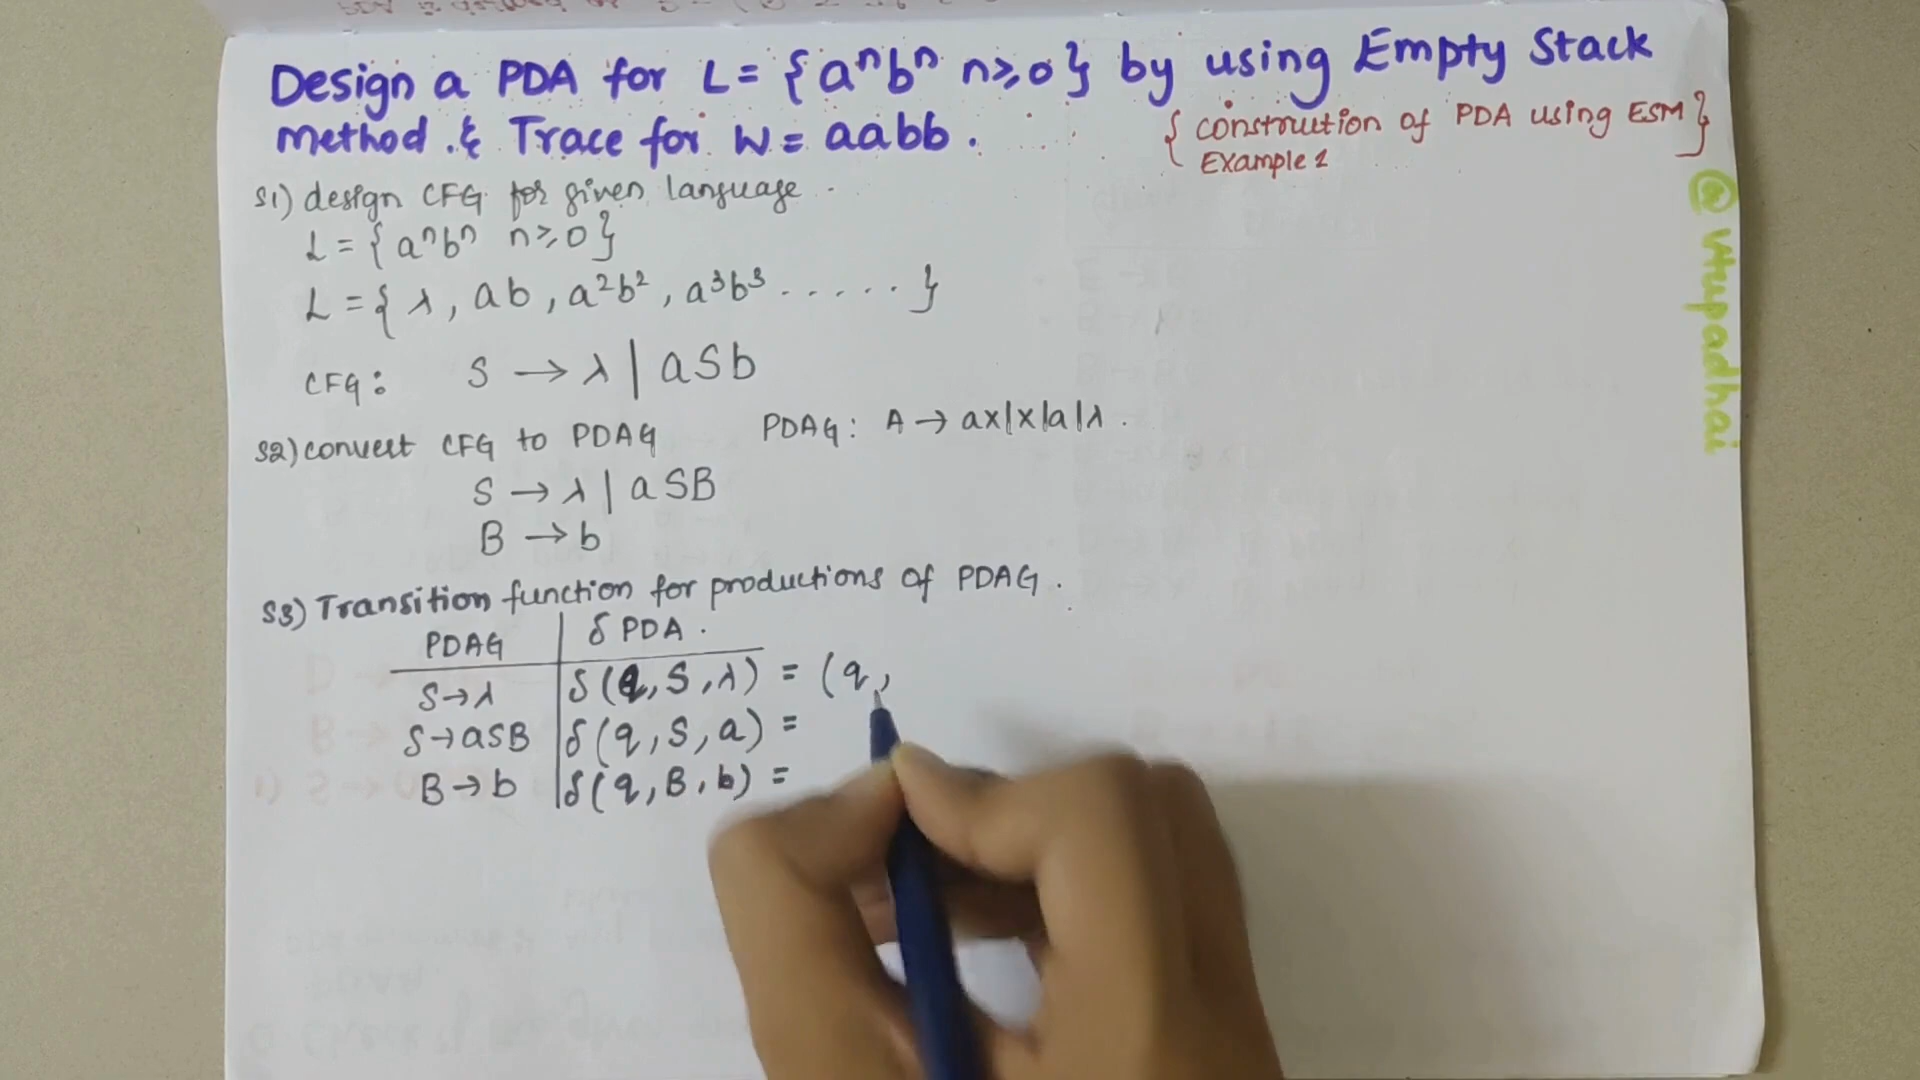 Design a PDA for L = {aⁿbⁿ n≥0} by using Empty Stack
Method. & Trace for W = aabb.
{construction of PDA using ESM}
Example 1
@Vtupadhai
S1) design CFG for given language.
L = {aⁿbⁿ n≥0}
L = {λ, ab, a²b², a³b³ ......}
CFG: S → λ | aSb
S2) convert CFG to PDAG PDAG: A → ax|x|a|λ.
S → λ | aSB
B → b
S3) Transition function for productions of PDAG.
PDAG | δ PDA.
S→λ | δ(q, S, λ) = (q,
S→aSB | δ(q, S, a) =
B→b | δ(q, B, b) =